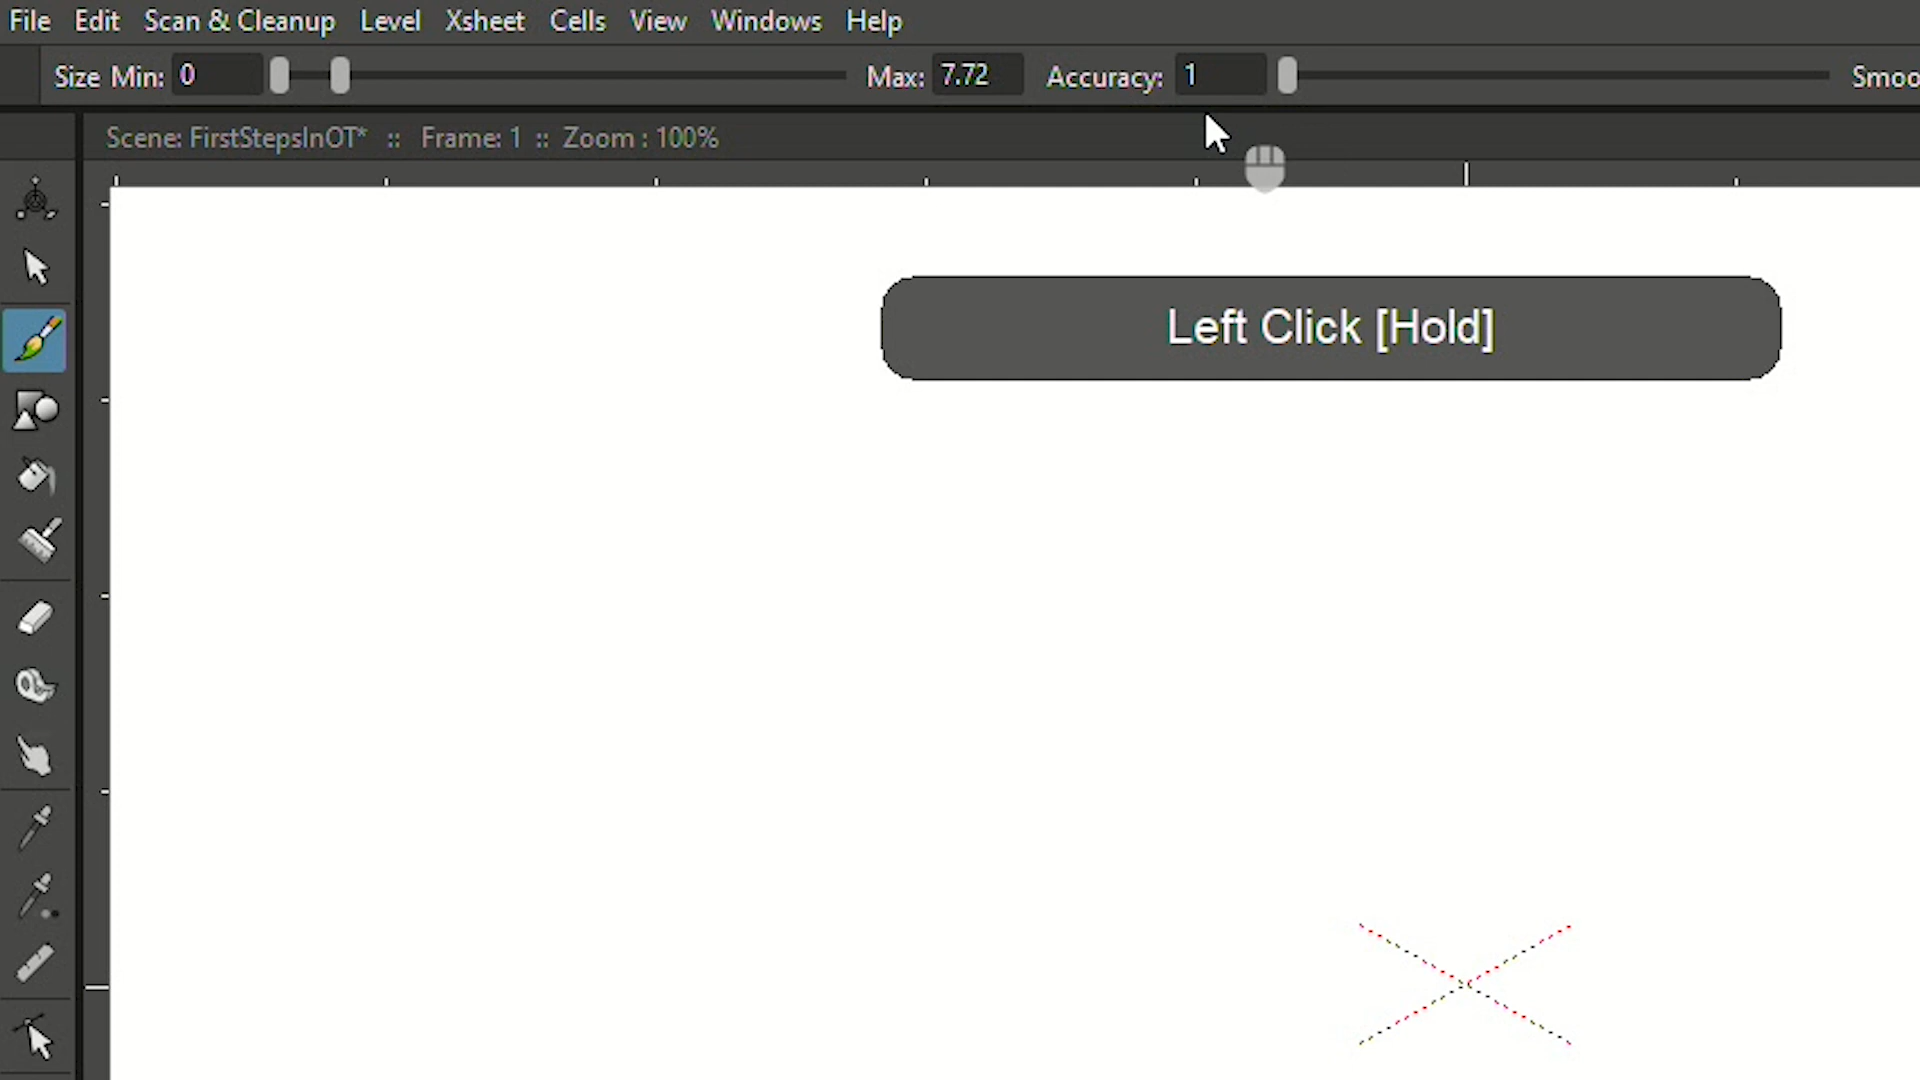 File Edit Scan & Cleanup Level Xsheet Cells View Windows Help
Size Min: 0 Max: 7.72 Accuracy: 1 Smoo
Scene: FirstStepsInOT* :: Frame: 1 :: Zoom : 100%
Left Click [Hold]